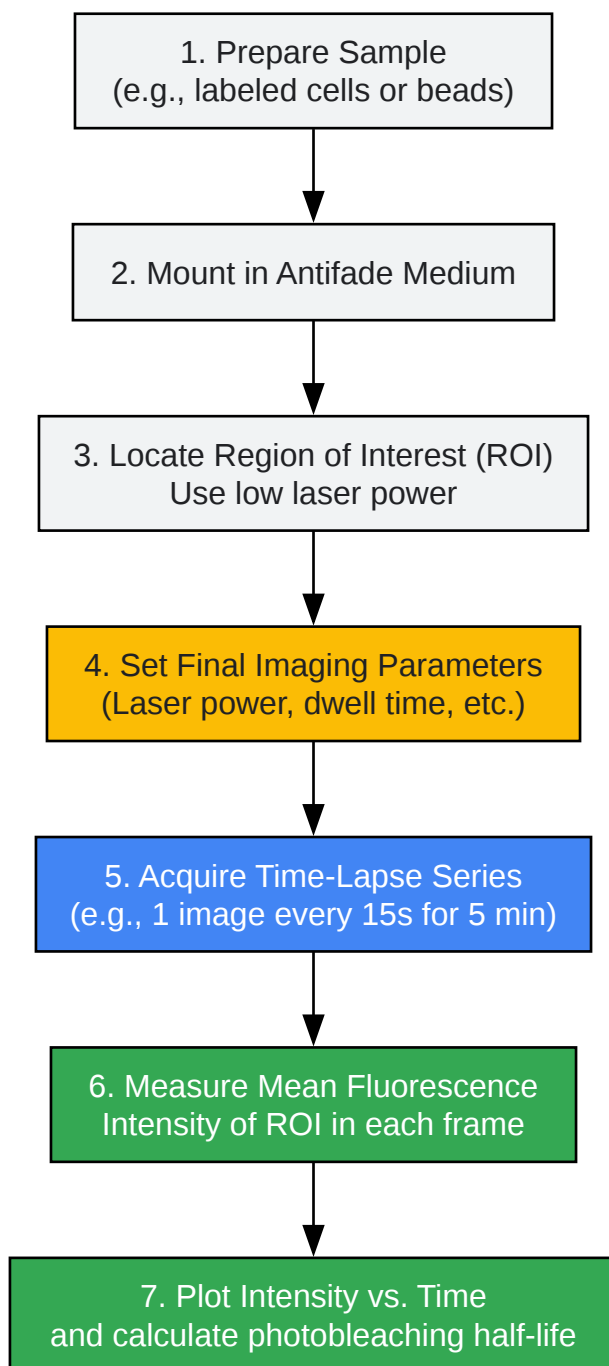 1. Prepare Sample
(e.g., labeled cells or beads)
2. Mount in Antifade Medium
3. Locate Region of Interest (ROI)
Use low laser power
4. Set Final Imaging Parameters
(Laser power, dwell time, etc.)
5. Acquire Time-Lapse Series
(e.g., 1 image every 15s for 5 min)
6. Measure Mean Fluorescence
Intensity of ROI in each frame
7. Plot Intensity vs. Time
and calculate photobleaching half-life